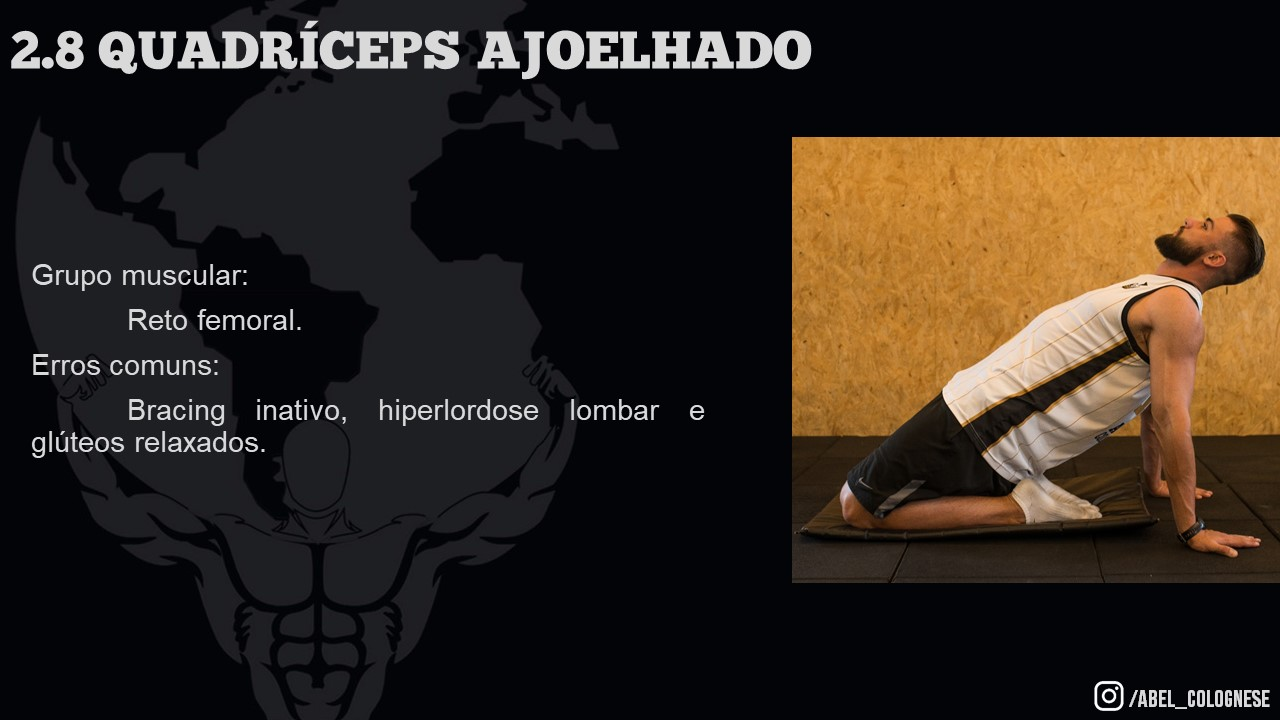 2.8 QUADRÍCEPS AJOELHADO
Grupo muscular:
Reto femoral.
Erros comuns:
Bracing inativo, hiperlordose lombar e
glúteos relaxados.
/ABEL_COLOGNESE